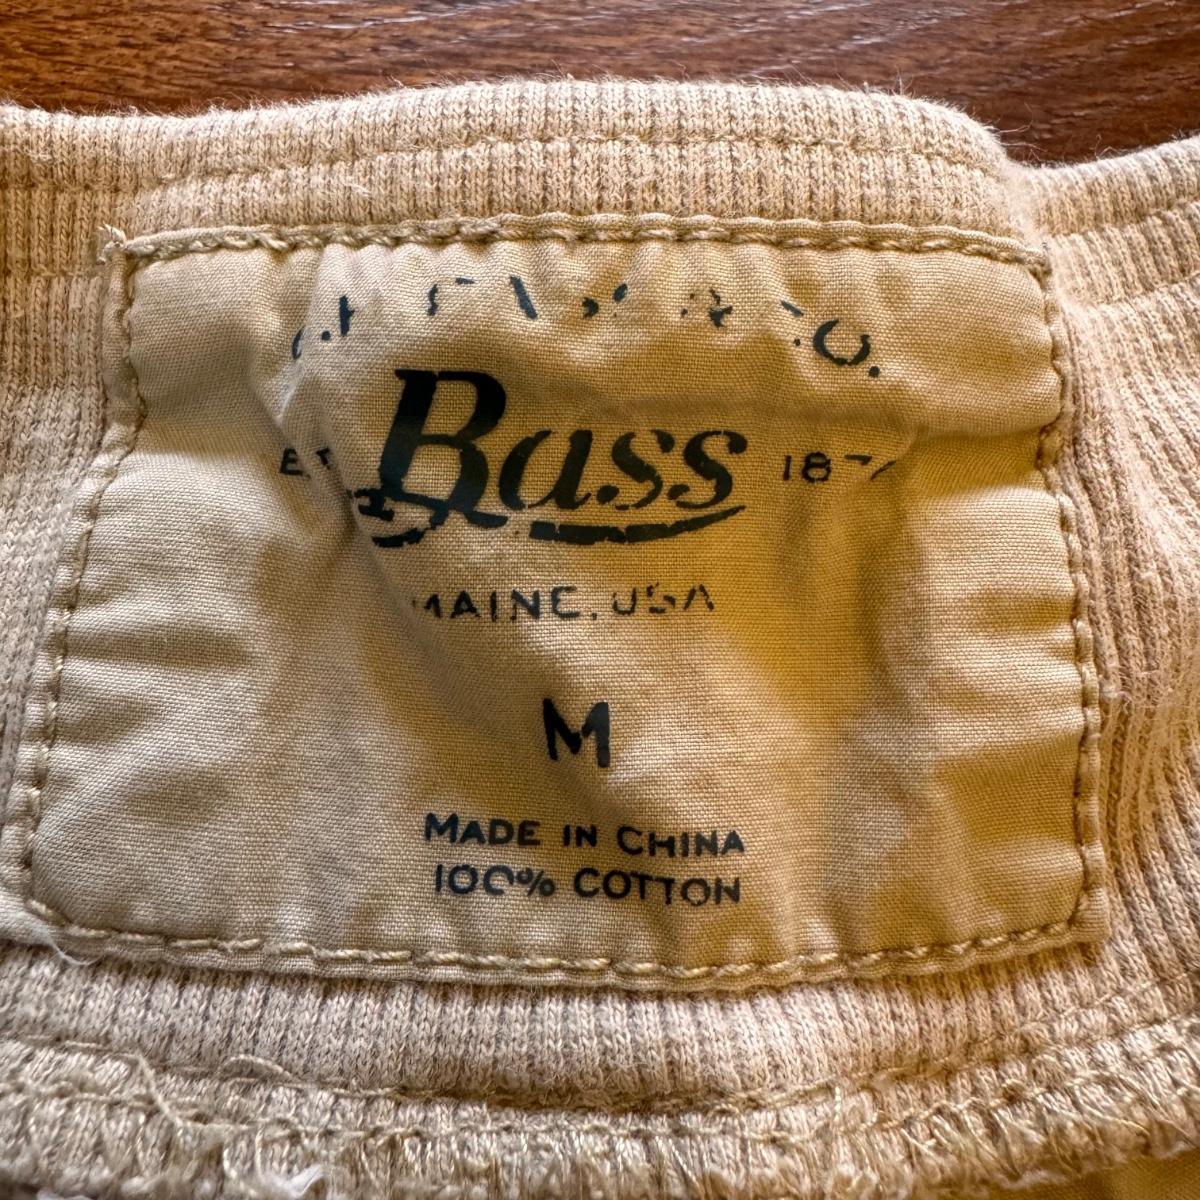 Bass
MAINE, USA
M
MADE IN CHINA
100% COTTON